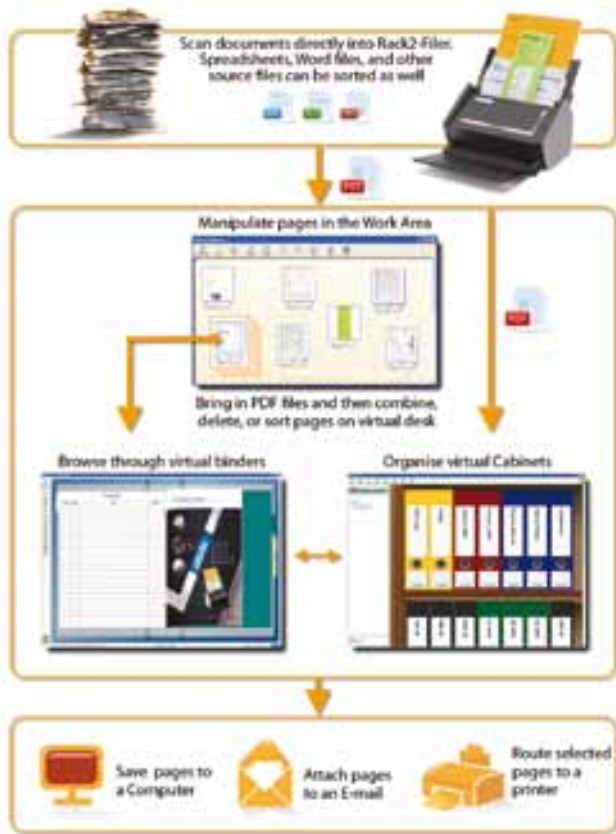 Scan documents directly into Rack2-Filer.
Spreadsheets, Word files, and other
source files can be sorted as well
PDF
Manipulate pages in the Work Area
PDF
Bring in PDF files and then combine,
delete, or sort pages on virtual desk
Browse through virtual binders
Organise virtual Cabinets
Save pages to
a Computer
Attach pages
to an E-mail
Route selected
pages to a
printer